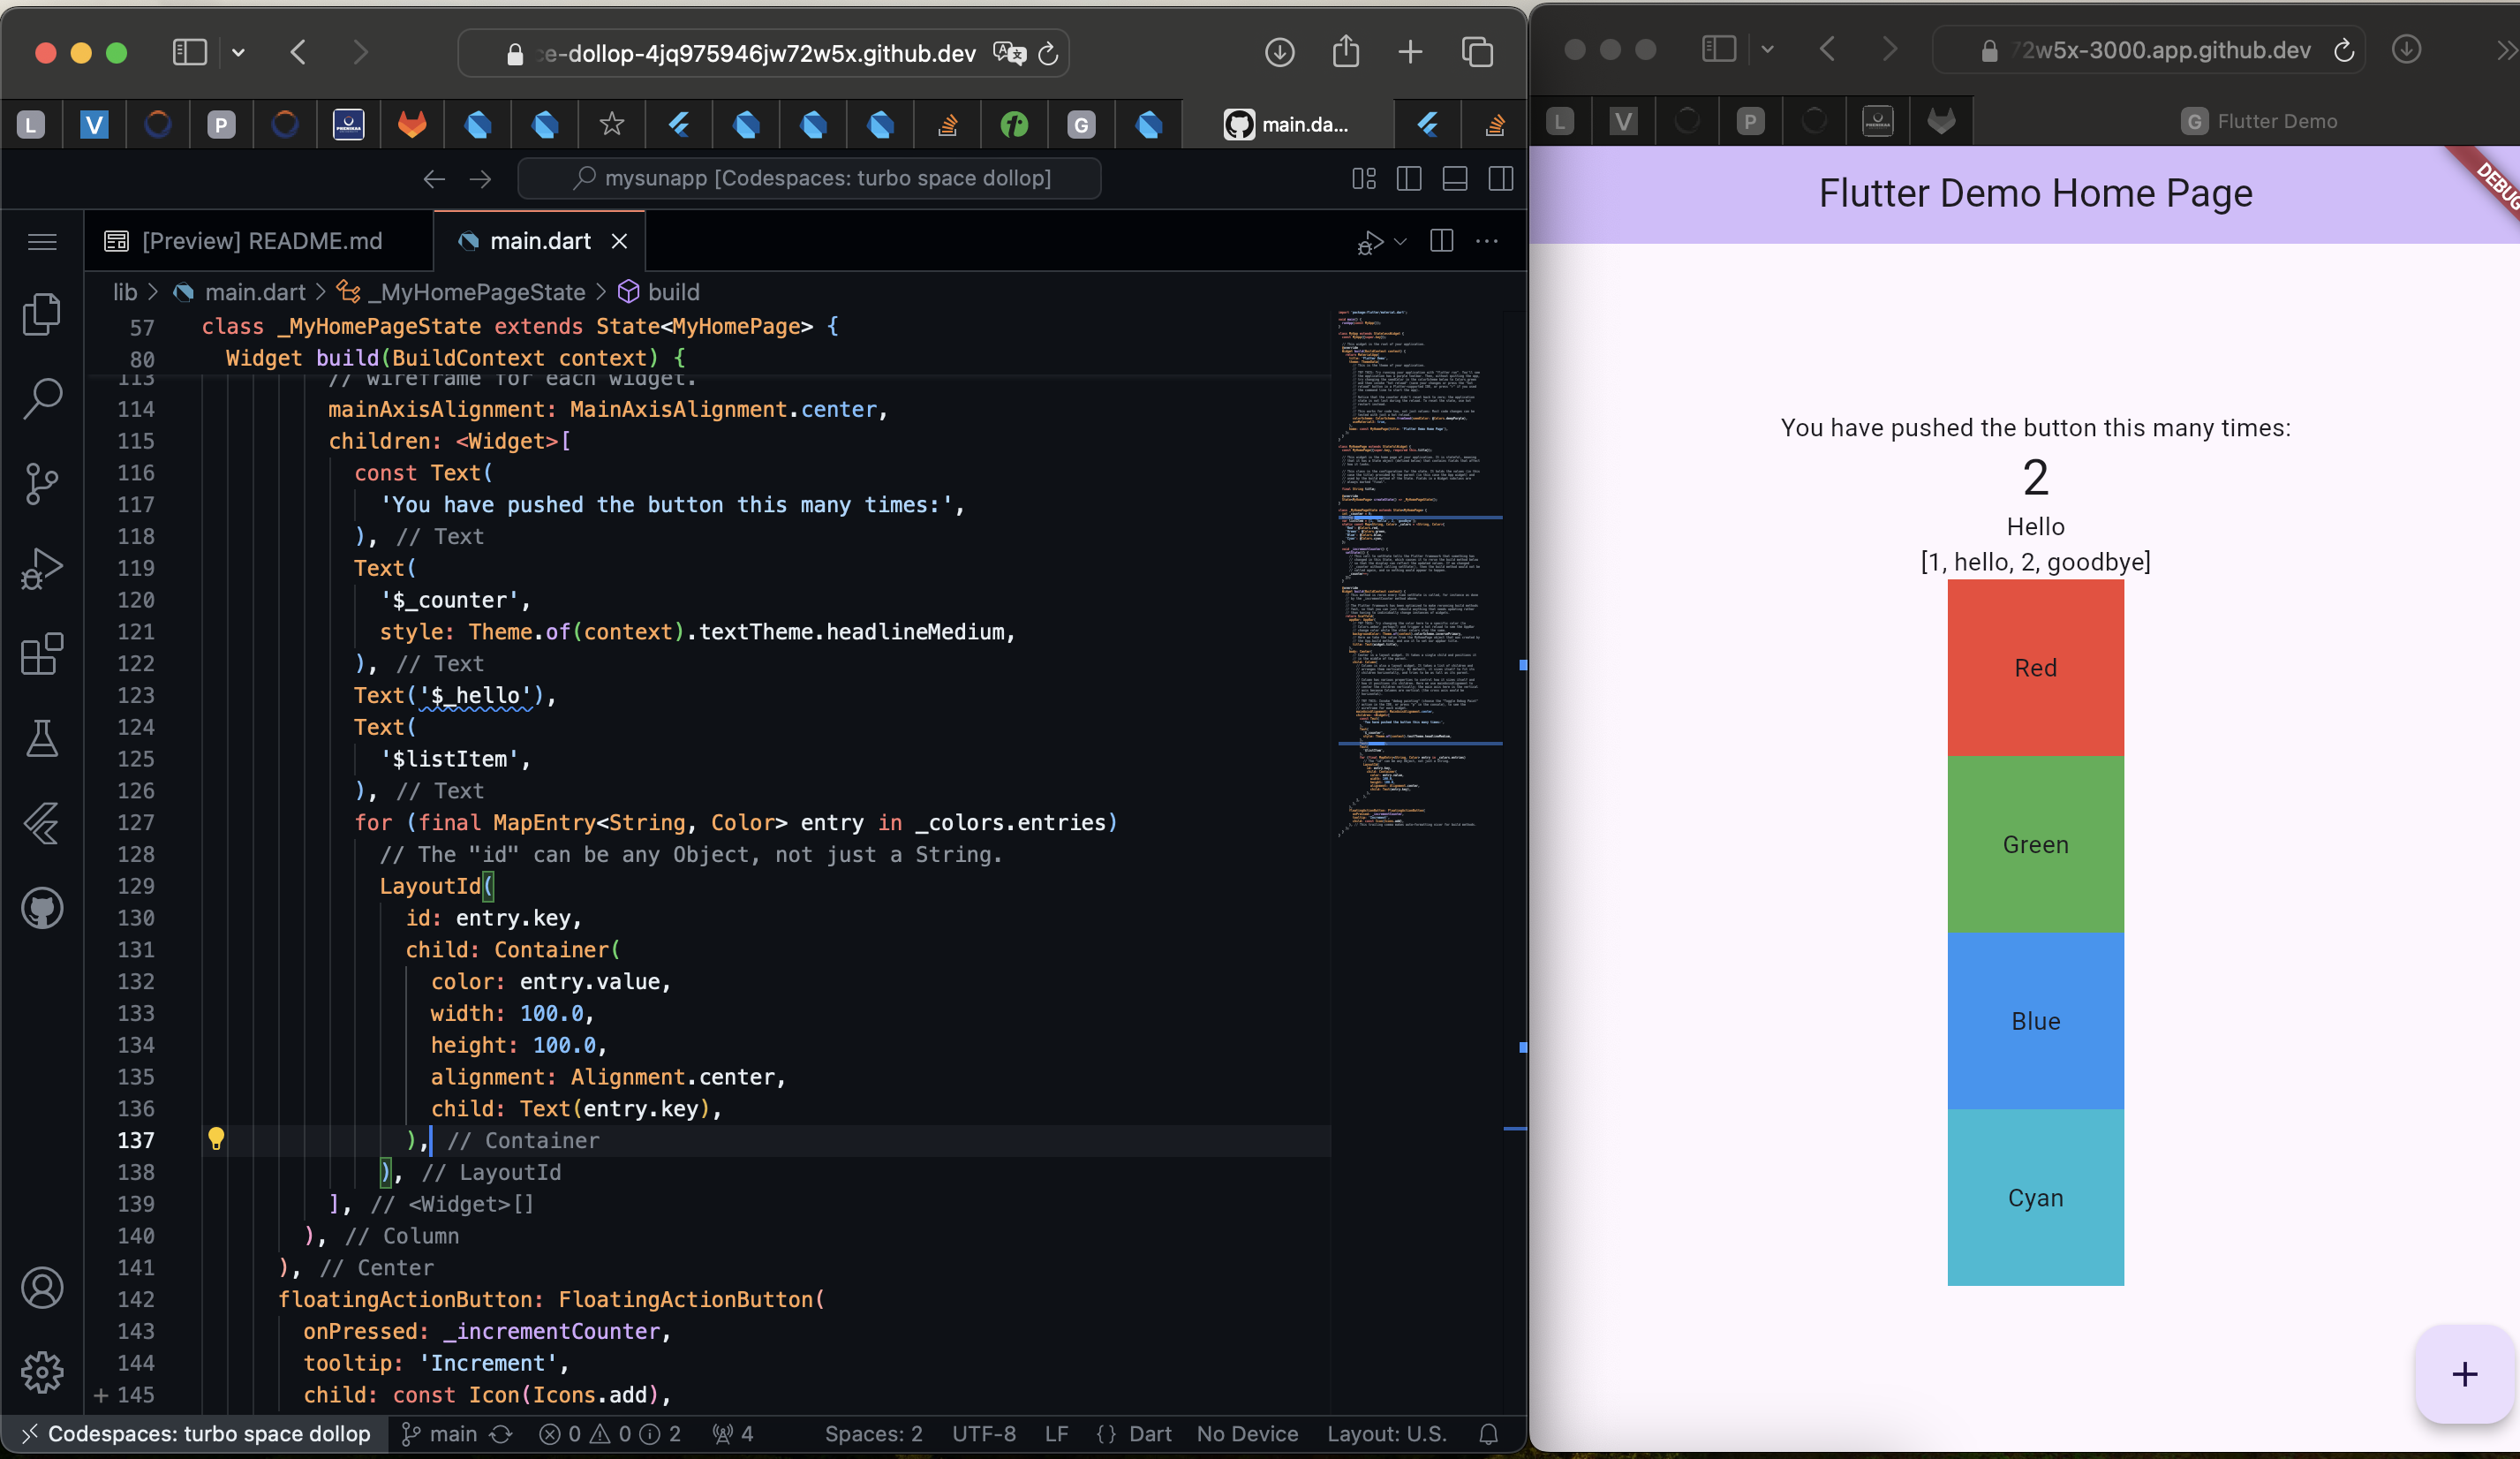 e-dollop-4jq975946jw72w5x.github.dev
L
V
P
PHENIKAA
G
main.da...
mysunapp [Codespaces: turbo space dollop]
[Preview] README.md
main.dart
lib > main.dart > _MyHomePageState > build
57 class _MyHomePageState extends State<MyHomePage> {
80 Widget build(BuildContext context) {
113 // wireframe for each widget.
114 mainAxisAlignment: MainAxisAlignment.center,
115 children: <Widget>[
116 const Text(
117 'You have pushed the button this many times:',
118 ), // Text
119 Text(
120 '$_counter',
121 style: Theme.of(context).textTheme.headlineMedium,
122 ), // Text
123 Text('$_hello'),
124 Text(
125 '$listItem',
126 ), // Text
127 for (final MapEntry<String, Color> entry in _colors.entries)
128 // The "id" can be any Object, not just a String.
129 LayoutId(
130 id: entry.key,
131 child: Container(
132 color: entry.value,
133 width: 100.0,
134 height: 100.0,
135 alignment: Alignment.center,
136 child: Text(entry.key),
137 ), // Container
138 ), // LayoutId
139 ], // <Widget>[]
140 ), // Column
141 ), // Center
142 floatingActionButton: FloatingActionButton(
143 onPressed: _incrementCounter,
144 tooltip: 'Increment',
145 child: const Icon(Icons.add),
Codespaces: turbo space dollop main 0 0 2 4 Spaces: 2 UTF-8 LF {} Dart No Device Layout: U.S.
72w5x-3000.app.github.dev
L
V
P
G Flutter Demo
Flutter Demo Home Page
DEBUG
You have pushed the button this many times:
2
Hello
[1, hello, 2, goodbye]
Red
Green
Blue
Cyan
+